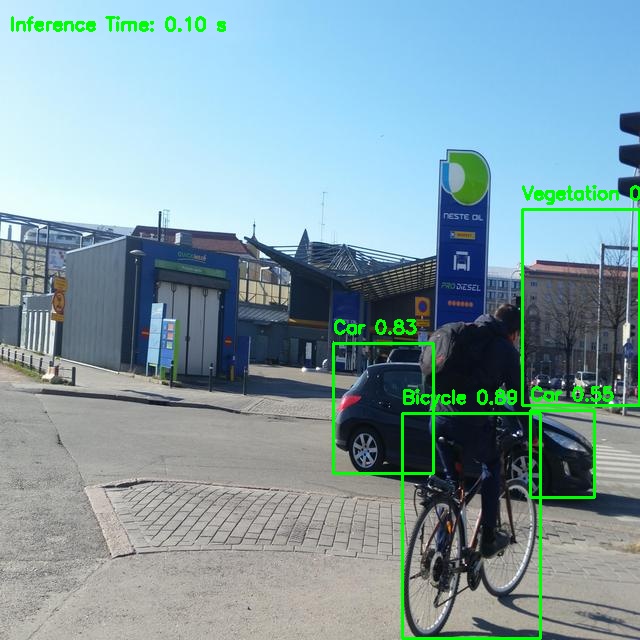 Inference Time: 0.10 s
Vegetation 0
NESTE OIL
PRO DIESEL
Car 0.83
Bicycle 0.89
Car 0.55